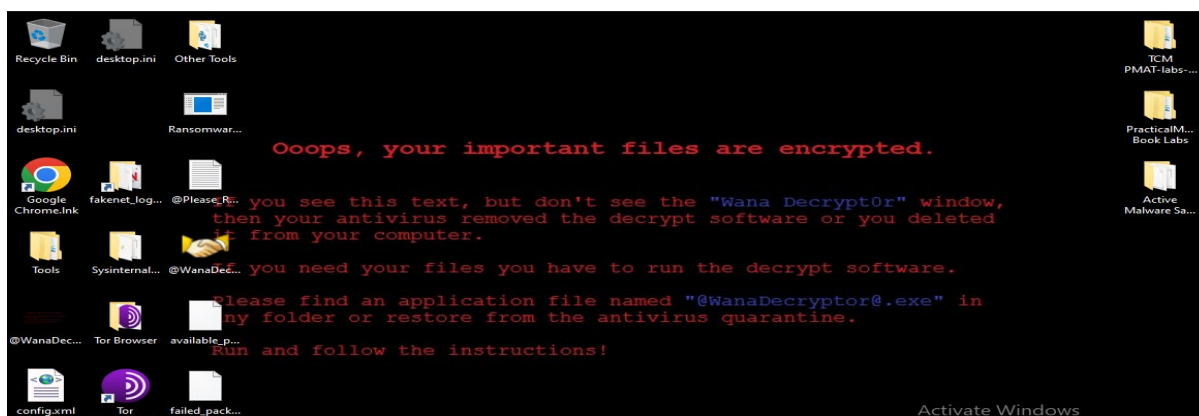 Recycle Bin
desktop.ini
Other Tools
TCM
PMAT-labs-...
desktop.ini
Ransomwar...
PracticalM...
Book Labs
Ooops, your important files are encrypted.
Google
Chrome.lnk
fakenet_log...
@Please_R...
Active
Malware Sa...
If you see this text, but don't see the "Wana Decrypt0r" window,
then your antivirus removed the decrypt software or you deleted
it from your computer.
Tools
Sysinternal...
@WanaDec...
If you need your files you have to run the decrypt software.
Please find an application file named "@WanaDecryptor@.exe" in
any folder or restore from the antivirus quarantine.
@WanaDec...
Tor Browser
available_p...
Run and follow the instructions!
config.xml
Tor
failed_pack...
Activate Windows